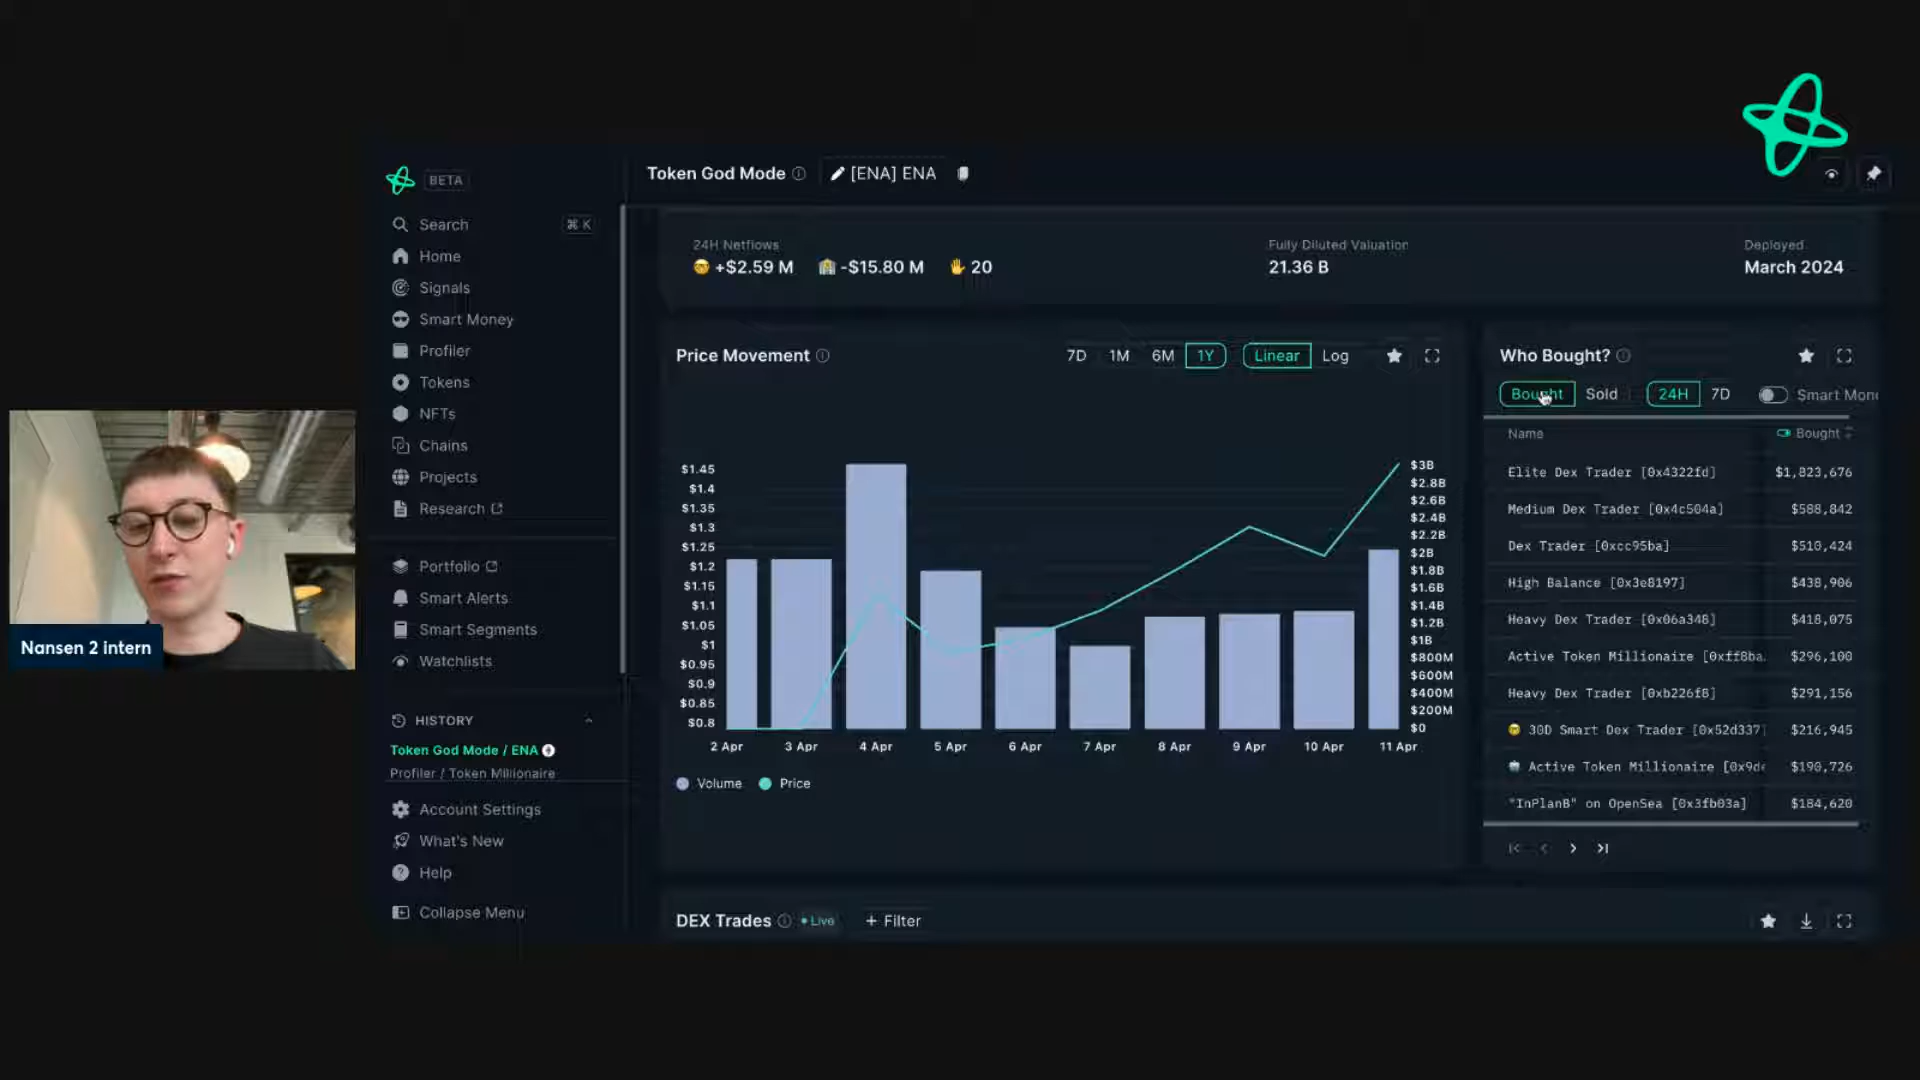 BETA
Search
⌘ K
Home
Signals
Smart Money
Profiler
Tokens
NFTs
Chains
Projects
Research
Portfolio
Smart Alerts
Smart Segments
Watchlists
HISTORY
Token God Mode / ENA
Profiler / Token Millionaire
Account Settings
What's New
Help
Collapse Menu
Nansen 2 intern
Token God Mode
[ENA] ENA
24H Netflows
+$2.59 M
-$15.80 M
20
Fully Diluted Valuation
21.36 B
Deployed
March 2024
Price Movement
7D 1M 6M 1Y Linear Log
$1.45
$1.4
$1.35
$1.3
$1.25
$1.2
$1.15
$1.1
$1.05
$1
$0.95
$0.9
$0.85
$0.8
$3B
$2.8B
$2.6B
$2.4B
$2.2B
$2B
$1.8B
$1.6B
$1.4B
$1.2B
$1B
$800M
$600M
$400M
$200M
$0
2 Apr 3 Apr 4 Apr 5 Apr 6 Apr 7 Apr 8 Apr 9 Apr 10 Apr 11 Apr
Volume Price
Who Bought?
Bought Sold 24H 7D Smart Mon
Name Bought
Elite Dex Trader [0x4322fd] $1,823,676
Medium Dex Trader [0x4c504a] $588,842
Dex Trader [0xcc95ba] $510,424
High Balance [0x3e8197] $438,906
Heavy Dex Trader [0x06a348] $418,075
Active Token Millionaire [0xff8ba $296,100
Heavy Dex Trader [0xb226f8] $291,156
30D Smart Dex Trader [0x52d337] $216,945
Active Token Millionaire [0x9d $190,726
"InPlanB" on OpenSea [0x3fb03a] $184,620
DEX Trades
Live
+ Filter